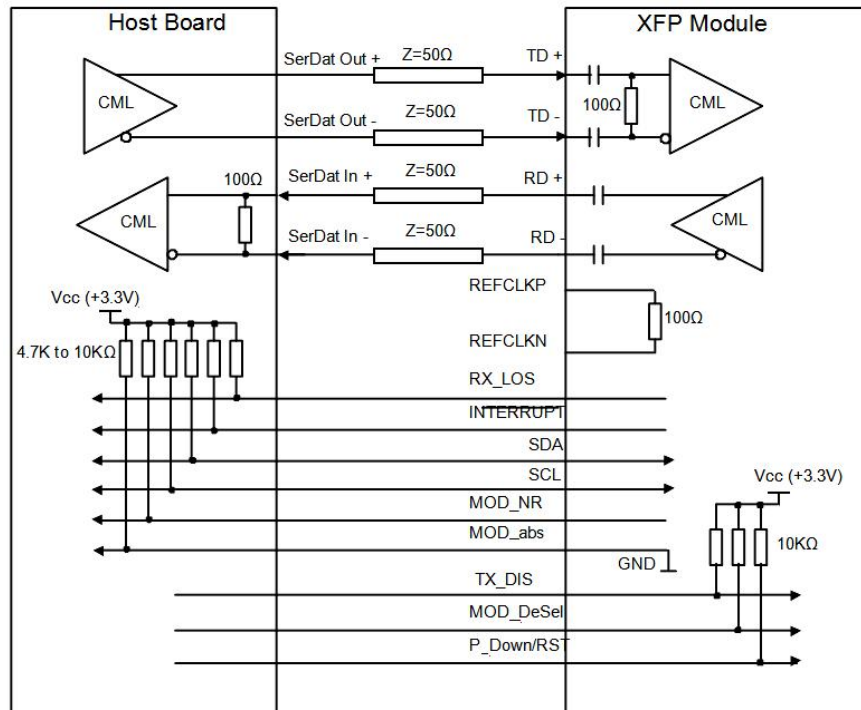 Host Board
XFP Module
SerDat Out +
Z=50Ω
TD +
CML
100Ω
CML
SerDat Out -
Z=50Ω
TD -
100Ω
SerDat In +
Z=50Ω
RD +
CML
CML
SerDat In -
Z=50Ω
RD -
REFCLKP
Vcc (+3.3V)
100Ω
4.7K to 10KΩ
REFCLKN
RX_LOS
INTERRUPT
SDA
SCL
Vcc (+3.3V)
MOD_NR
MOD_abs
10KΩ
GND
TX_DIS
MOD_DeSel
P_Down/RST